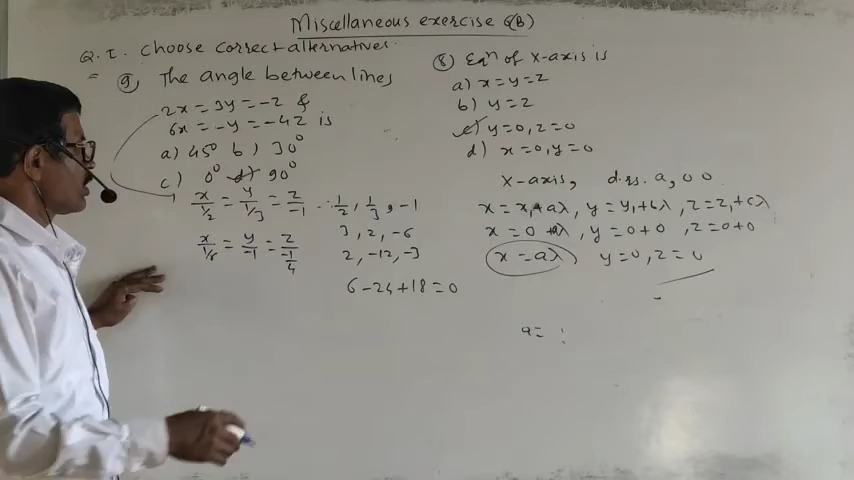 Miscellaneous exercise Q(B)
Q.I. Choose correct alternatives.
9) The angle between lines
2x = 3y = -z &
6x = -y = -4z is
a) 45° b) 30°
c) 0° d) 90°
x/1/2 = y/1/3 = z/-1 ∴ 1/2, 1/3, -1
3, 2, -6
x/1/6 = y/-1 = z/-1/4
2, -12, -3
6-24+18=0
8) Eqn of X-axis is
a) x=y=z
b) y=z
c) y=0, z=0
d) x=0, y=0
X-axis, d.rs. a, 0 0
x = x1+aλ, y = y1+bλ, z = z1+cλ
x = 0+aλ, y = 0+0, z = 0+0
x = aλ, y=0, z=0
a=